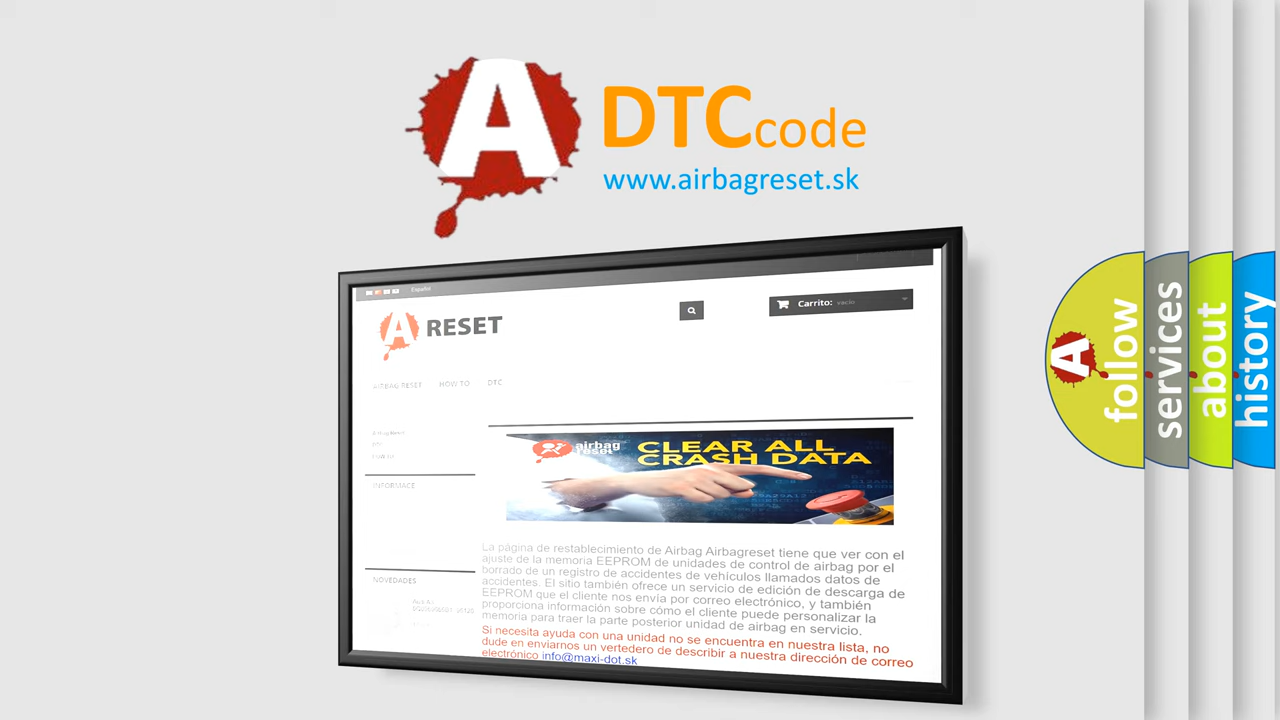 A DTCcode
www.airbagreset.sk
Español
A RESET
Carrito: vacío
AIRBAG RESET HOW TO DTC
INFORMACE
airbag
reset
CLEAR ALL
CRASH DATA
NOVEDADES
La página de restablecimiento de Airbag Airbagreset tiene que ver con el
ajuste de la memoria EEPROM de unidades de control de airbag por el
borrado de un registro de accidentes de vehículos llamados datos de
accidentes. El sitio también ofrece un servicio de edición de descarga de
EEPROM que el cliente nos envía por correo electrónico, y también
proporciona información sobre cómo el cliente puede personalizar la
memoria para traer la parte posterior unidad de airbag en servicio.
Si necesita ayuda con una unidad no se encuentra en nuestra lista, no
dude en enviarnos un vertedero de describir a nuestra dirección de correo
electrónico info@maxi-dot.sk
A
follow
services
about
history